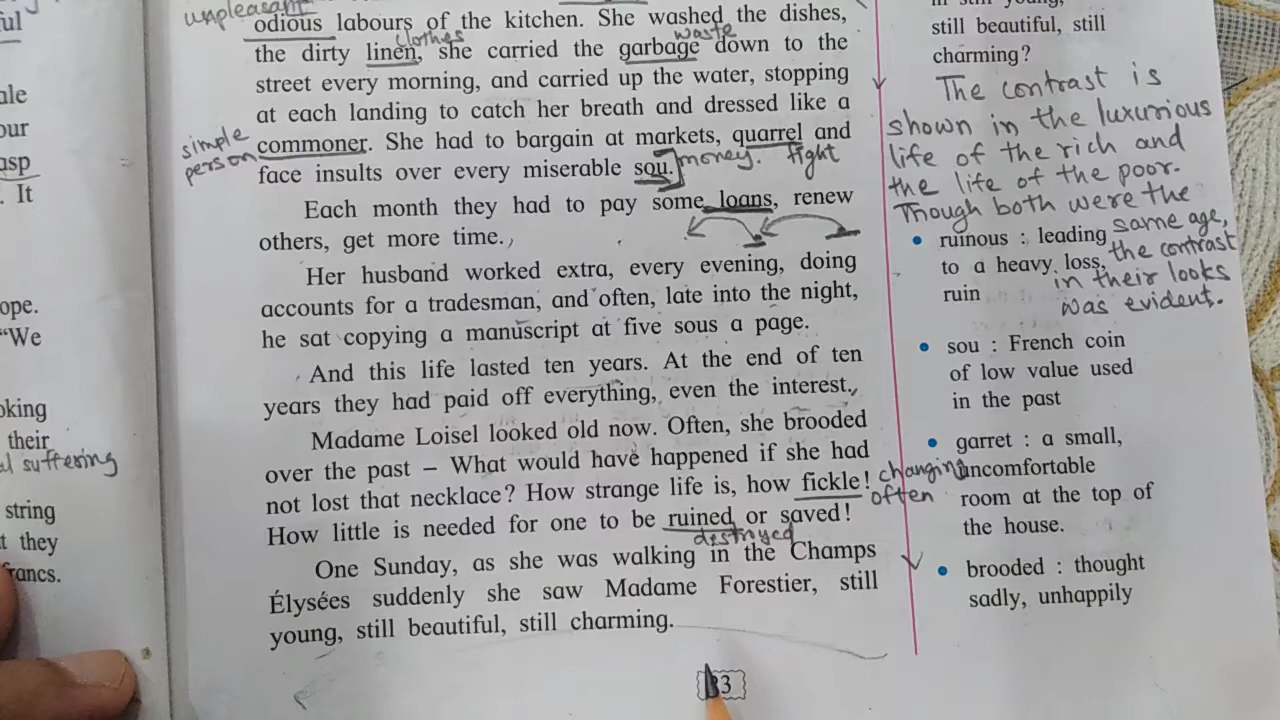 ful
ale
our
asp
. It
ope.
"We
oking
their
al suffering
string
t they
francs.
unpleasant
odious labours of the kitchen. She washed the dishes,
clothes waste
the dirty linen, she carried the garbage down to the
street every morning, and carried up the water, stopping
at each landing to catch her breath and dressed like a
simple
person
commoner. She had to bargain at markets, quarrel and
face insults over every miserable sou.] money. fight
Each month they had to pay some loans, renew
others, get more time.
Her husband worked extra, every evening, doing
accounts for a tradesman, and often, late into the night,
he sat copying a manuscript at five sous a page.
And this life lasted ten years. At the end of ten
years they had paid off everything, even the interest.
Madame Loisel looked old now. Often, she brooded
over the past – What would have happened if she had
not lost that necklace? How strange life is, how fickle!
changing
often
How little is needed for one to be ruined or saved!
destroyed
One Sunday, as she was walking in the Champs
Élysées suddenly she saw Madame Forestier, still
young, still beautiful, still charming.
still beautiful, still
charming?
The contrast is
shown in the luxurious
life of the rich and
the life of the poor.
Though both were the
same age,
the contrast
in their looks
was evident.
• ruinous : leading
to a heavy loss,
ruin
• sou : French coin
of low value used
in the past
• garret : a small,
uncomfortable
room at the top of
the house.
• brooded : thought
sadly, unhappily